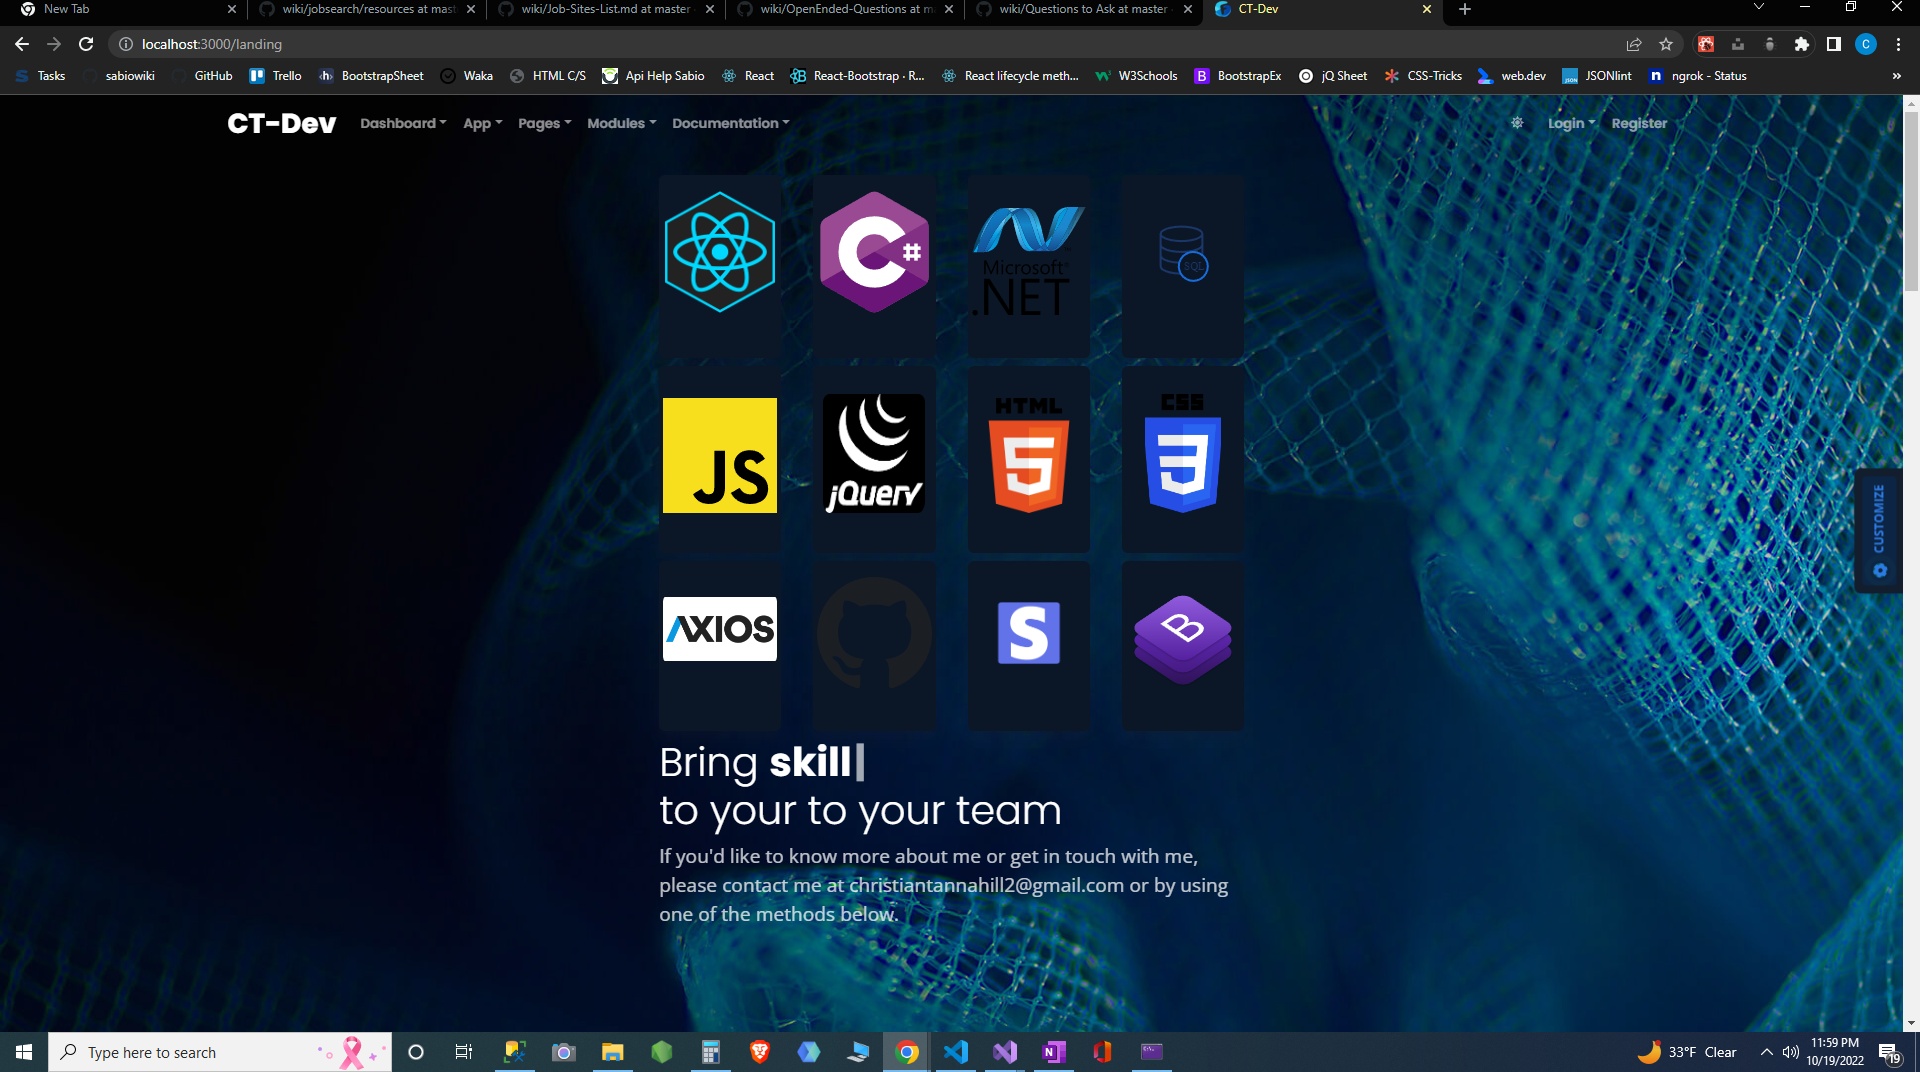 New Tab
wiki/jobsearch/resources at mast
wiki/Job-Sites-List.md at master
wiki/OpenEnded-Questions at m
wiki/Questions to Ask at master
CT-Dev
localhost:3000/landing
C
Tasks
sabiowiki
GitHub
Trello
BootstrapSheet
Waka
HTML C/S
Api Help Sabio
React
React-Bootstrap · R...
React lifecycle meth...
W3Schools
BootstrapEx
jQ Sheet
CSS-Tricks
web.dev
JSONlint
ngrok - Status
»
CT-Dev
Dashboard
App
Pages
Modules
Documentation
Login
Register
C#
Microsoft®
.NET
SQL
JS
jQuery
HTML
5
CSS
3
CUSTOMIZE
AXIOS
S
B
Bring skill|
to your to your team
If you'd like to know more about me or get in touch with me,
please contact me at christiantannahill2@gmail.com or by using
one of the methods below.
Type here to search
33°F Clear
11:59 PM
10/19/2022
19